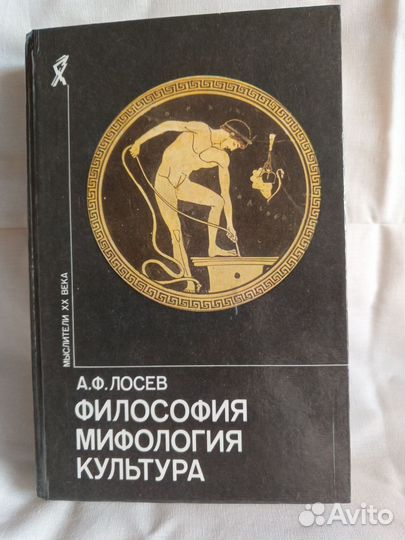 МЫСЛИТЕЛИ XX ВЕКА
А.Ф.ЛОСЕВ
ФИЛОСОФИЯ
МИФОЛОГИЯ
КУЛЬТУРА
Avito